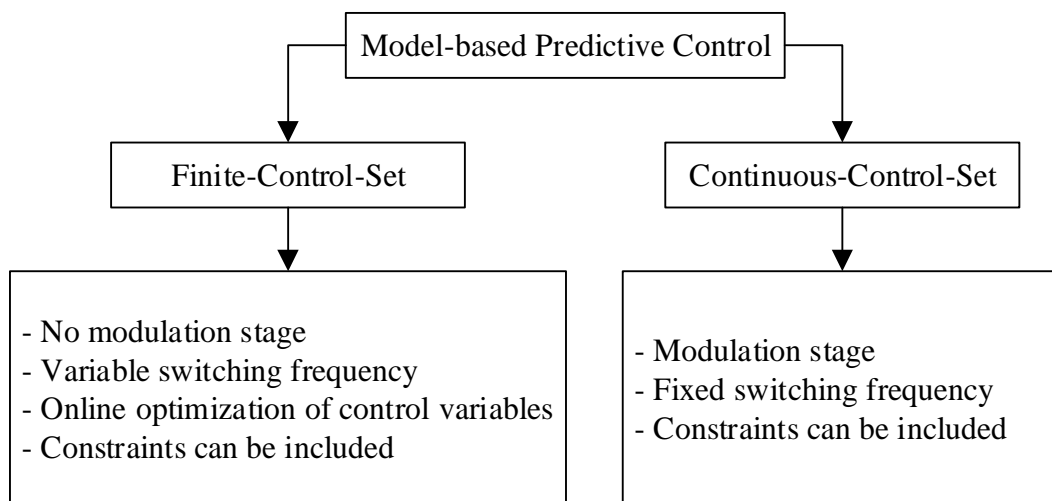 Model-based Predictive Control
Finite-Control-Set
Continuous-Control-Set
- No modulation stage
- Variable switching frequency
- Online optimization of control variables
- Constraints can be included
- Modulation stage
- Fixed switching frequency
- Constraints can be included